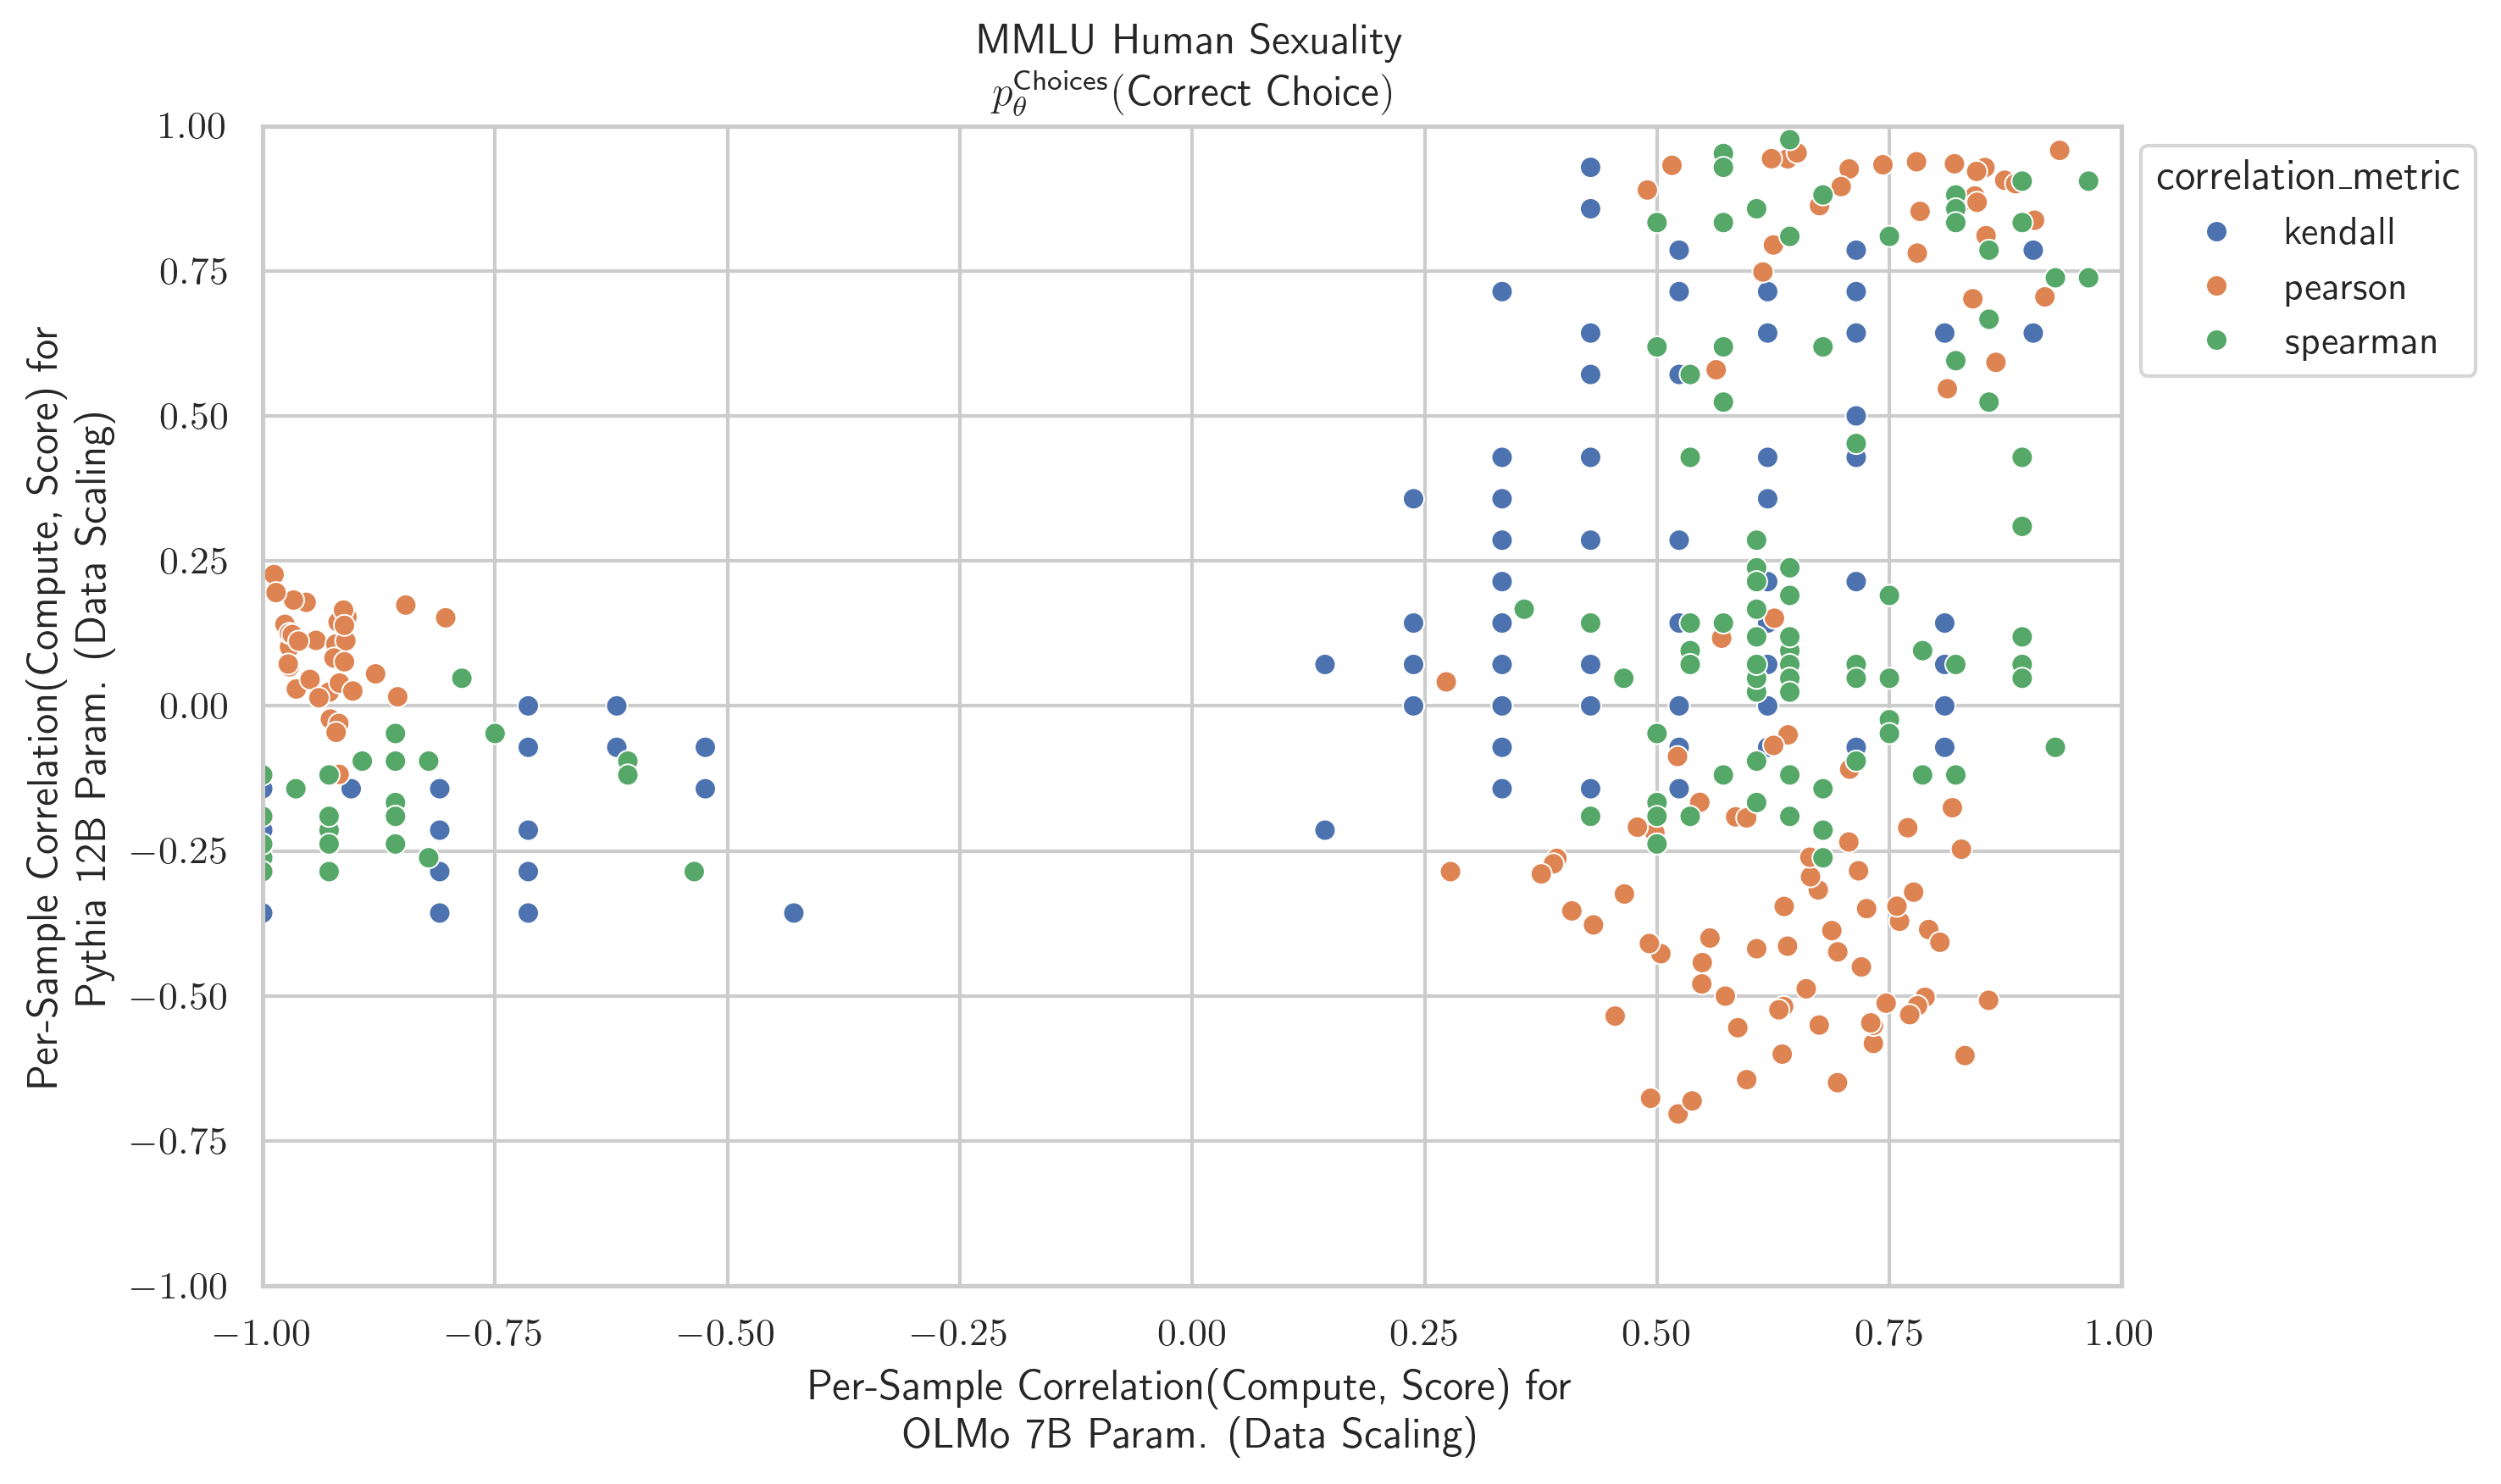 MMLU Human Sexuality
p_θ^Choices(Correct Choice)
1.00
0.75
0.50
0.25
0.00
−0.25
−0.50
−0.75
−1.00
Per-Sample Correlation(Compute, Score) for
Pythia 12B Param. (Data Scaling)
−1.00 −0.75 −0.50 −0.25 0.00 0.25 0.50 0.75 1.00
Per-Sample Correlation(Compute, Score) for
OLMo 7B Param. (Data Scaling)
correlation_metric
kendall
pearson
spearman